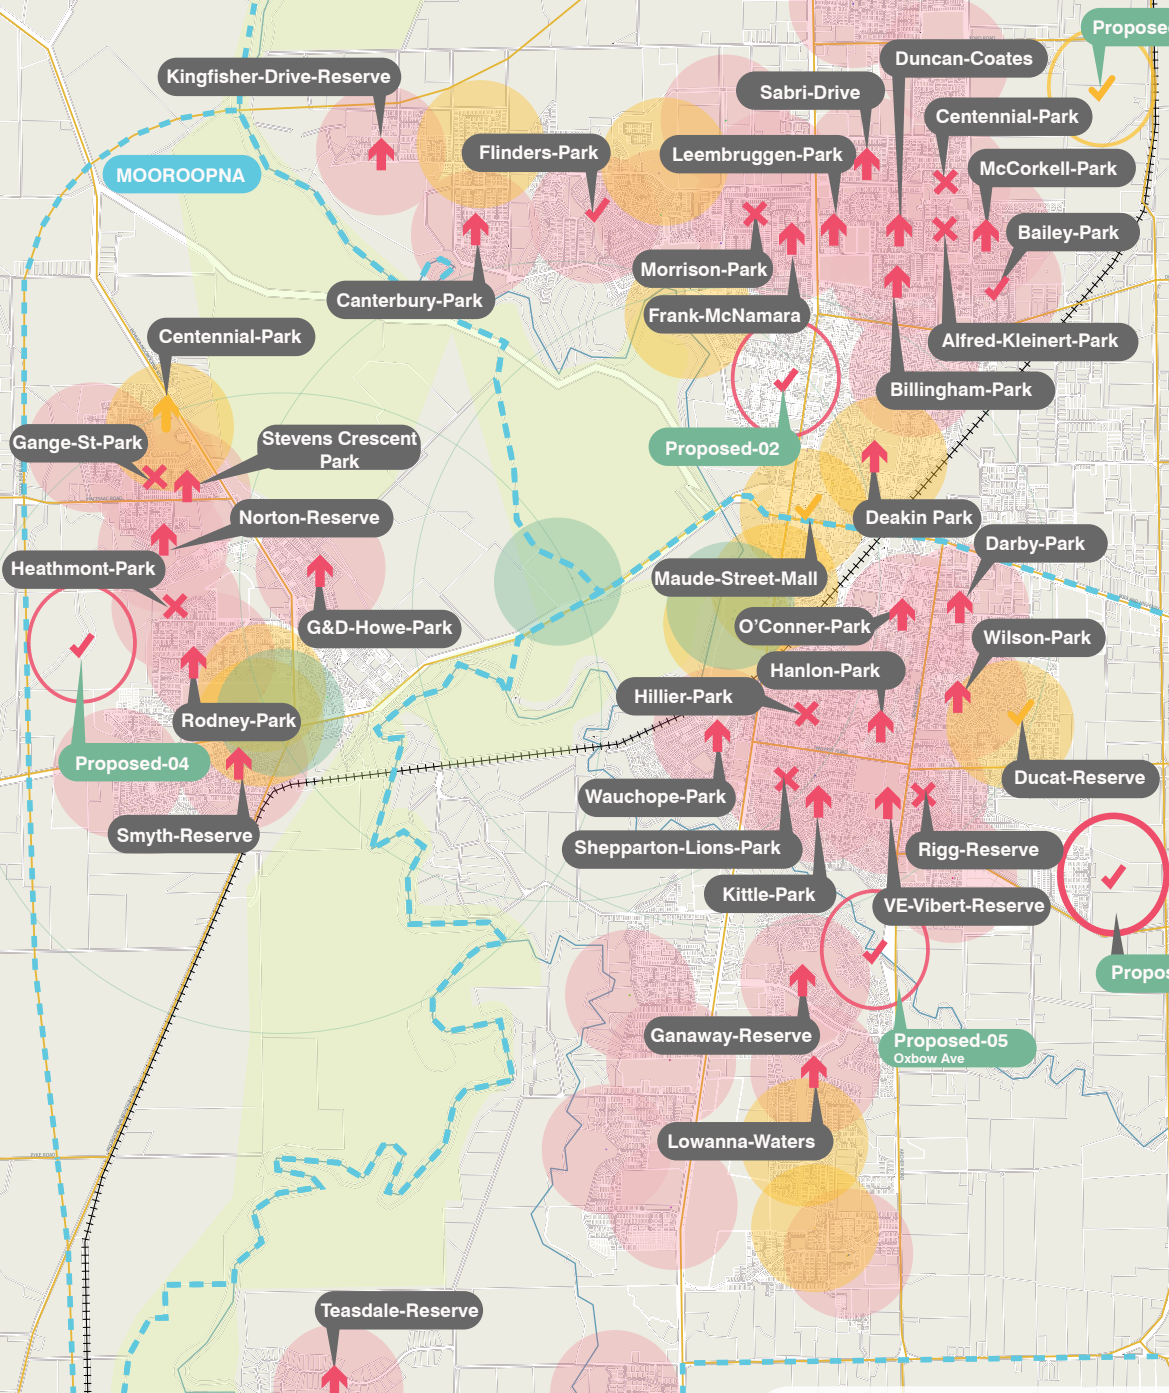 Proposed
Duncan-Coates
Kingfisher-Drive-Reserve
Sabri-Drive
Centennial-Park
Flinders-Park
Leembruggen-Park
McCorkell-Park
MOOROOPNA
Bailey-Park
Morrison-Park
Canterbury-Park
Frank-McNamara
Centennial-Park
Alfred-Kleinert-Park
Billingham-Park
Gange-St-Park
Stevens Crescent
Park
Proposed-02
Norton-Reserve
Deakin Park
Darby-Park
Heathmont-Park
Maude-Street-Mall
G&D-Howe-Park
O'Conner-Park
Wilson-Park
Hanlon-Park
Hillier-Park
Rodney-Park
Proposed-04
Ducat-Reserve
Wauchope-Park
Smyth-Reserve
Shepparton-Lions-Park
Rigg-Reserve
Kittle-Park
VE-Vibert-Reserve
Propos
Ganaway-Reserve
Proposed-05
Oxbow Ave
Lowanna-Waters
Teasdale-Reserve